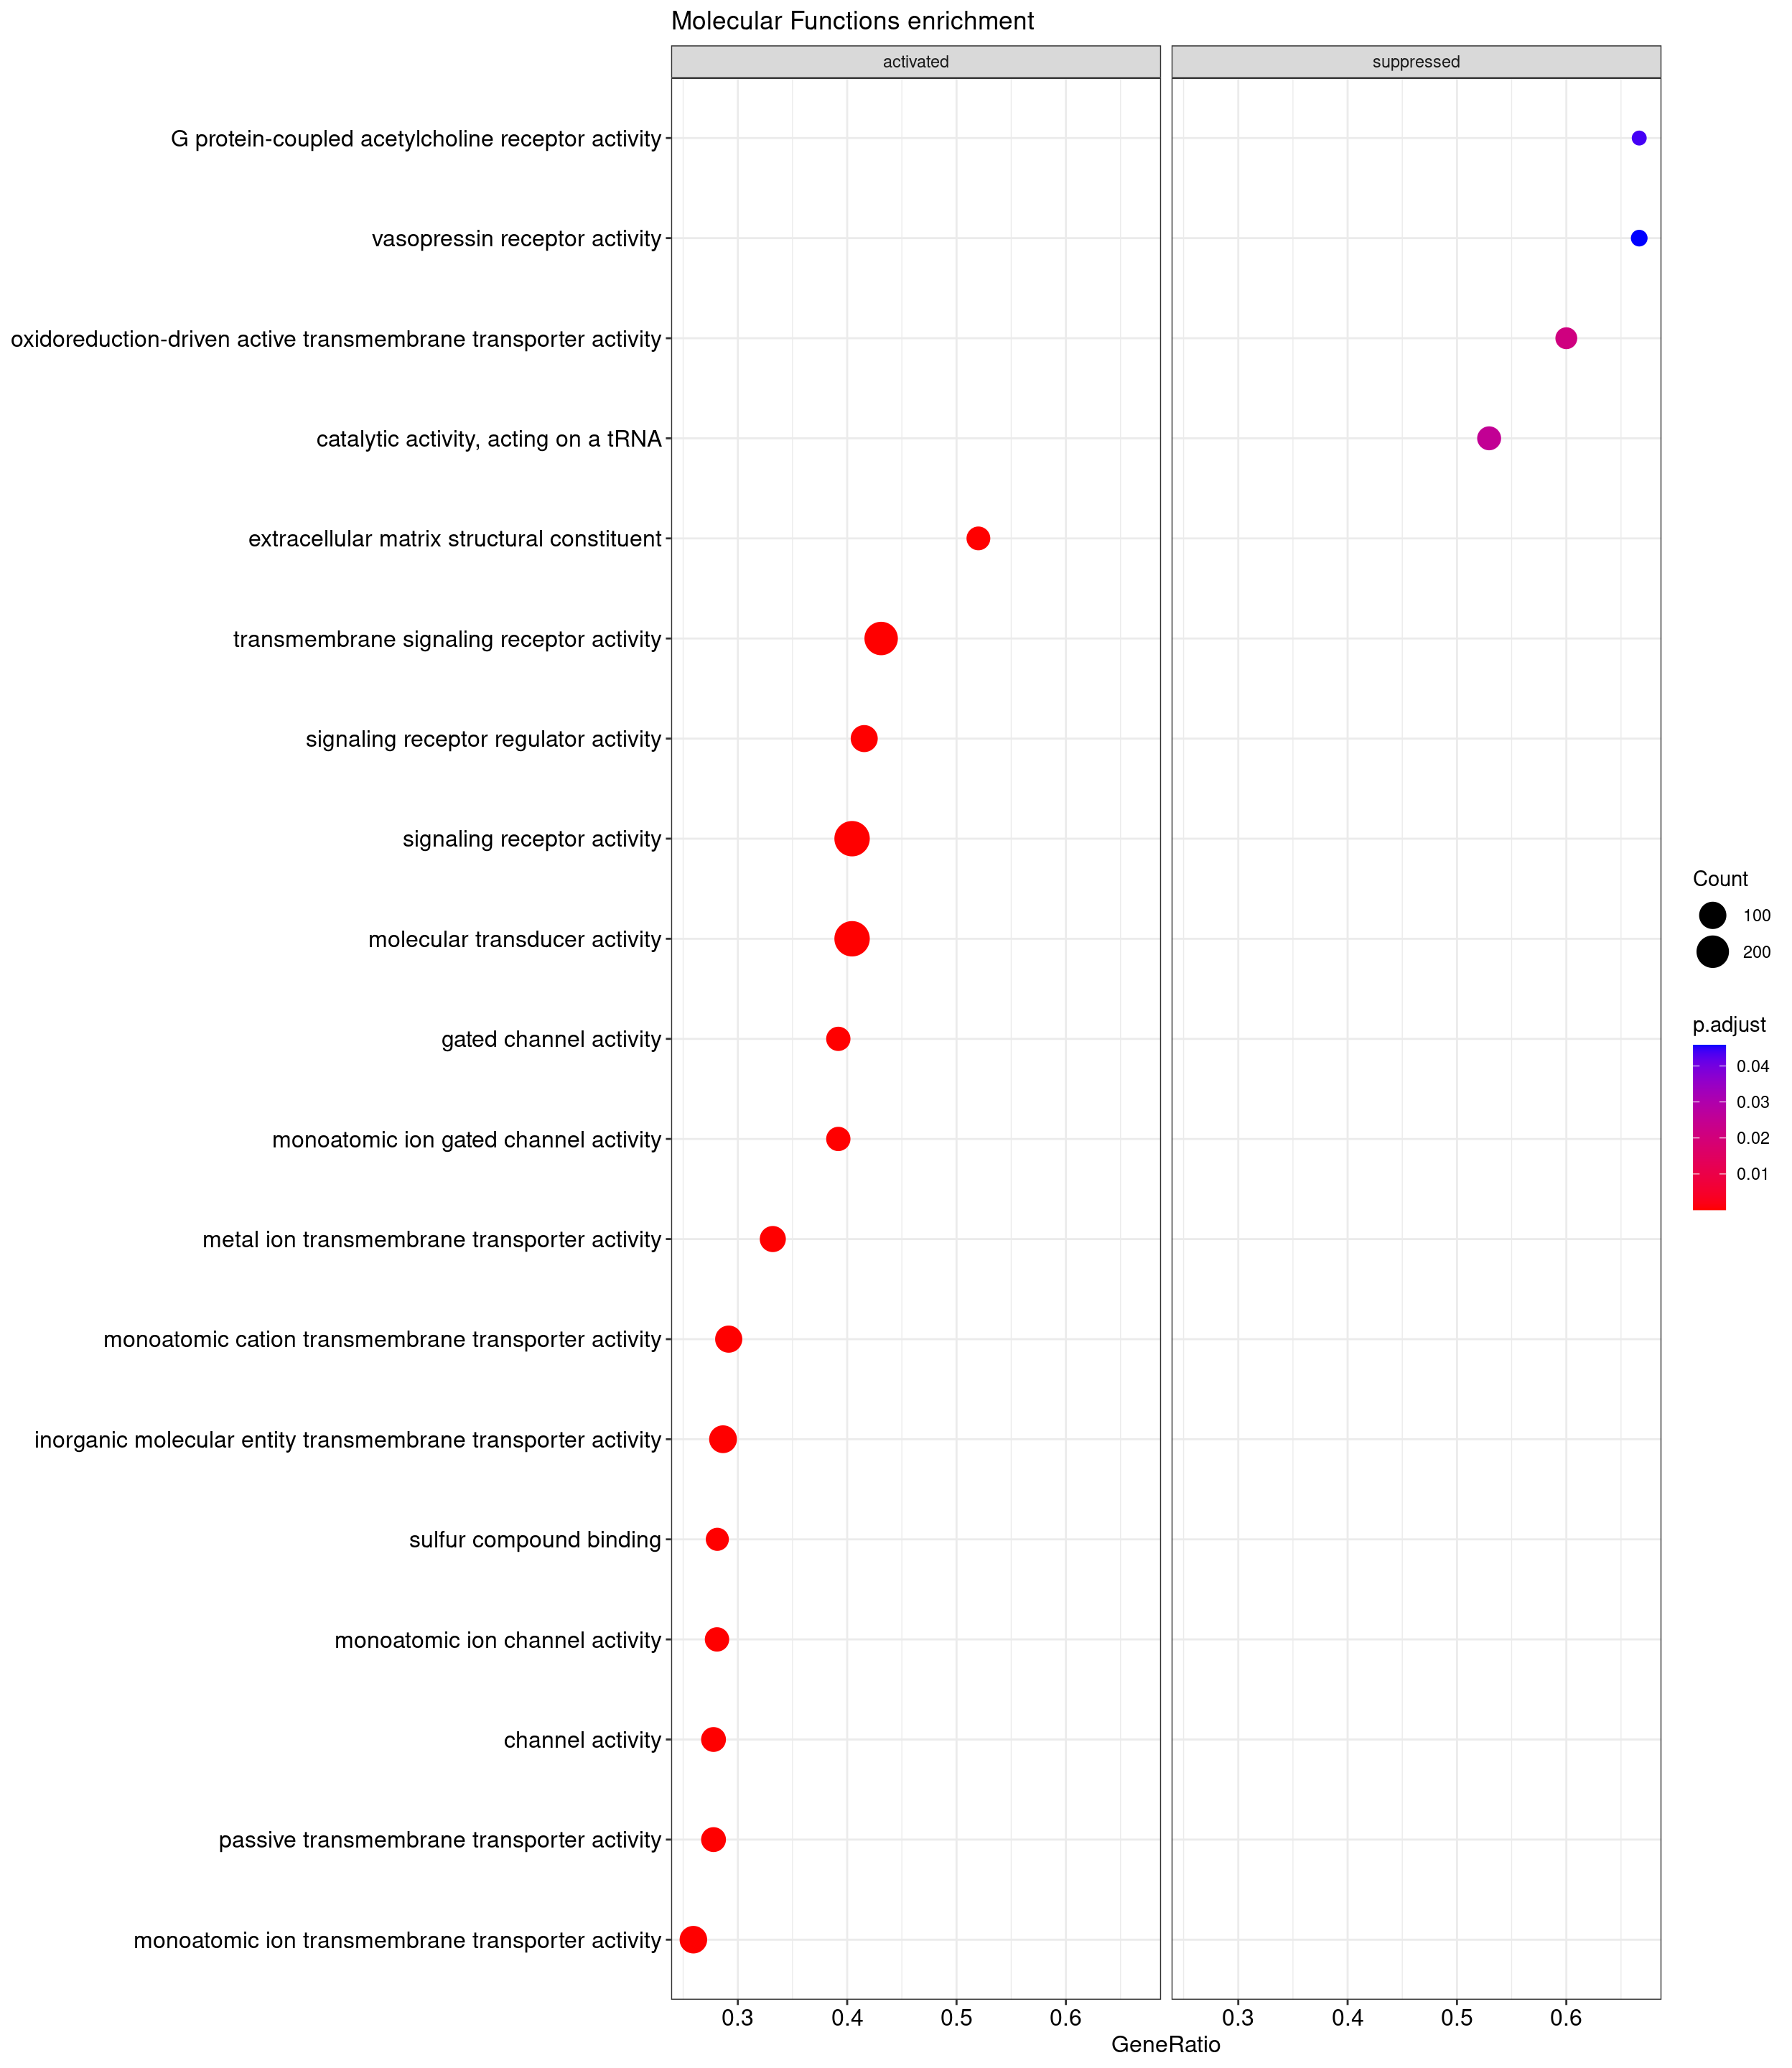 Molecular Functions enrichment
activated
suppressed
G protein-coupled acetylcholine receptor activity
vasopressin receptor activity
oxidoreduction-driven active transmembrane transporter activity
catalytic activity, acting on a tRNA
extracellular matrix structural constituent
transmembrane signaling receptor activity
signaling receptor regulator activity
signaling receptor activity
molecular transducer activity
gated channel activity
monoatomic ion gated channel activity
metal ion transmembrane transporter activity
monoatomic cation transmembrane transporter activity
inorganic molecular entity transmembrane transporter activity
sulfur compound binding
monoatomic ion channel activity
channel activity
passive transmembrane transporter activity
monoatomic ion transmembrane transporter activity
0.3 0.4 0.5 0.6
0.3 0.4 0.5 0.6
GeneRatio
Count
100
200
p.adjust
0.04
0.03
0.02
0.01